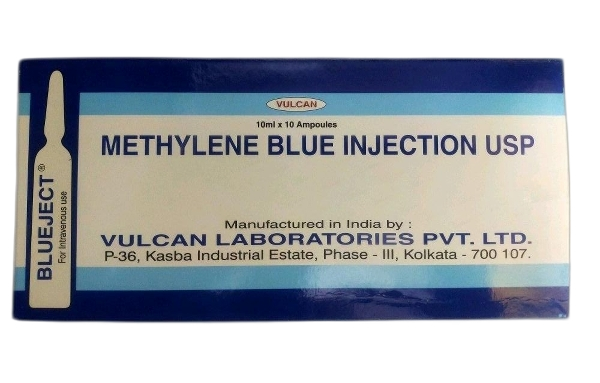 VULCAN
10ml x 10 Ampoules
METHYLENE BLUE INJECTION USP
Manufactured in India by :
VULCAN LABORATORIES PVT. LTD.
P-36, Kasba Industrial Estate, Phase - III, Kolkata - 700 107.
BLUEJECT®
For Intravenous use